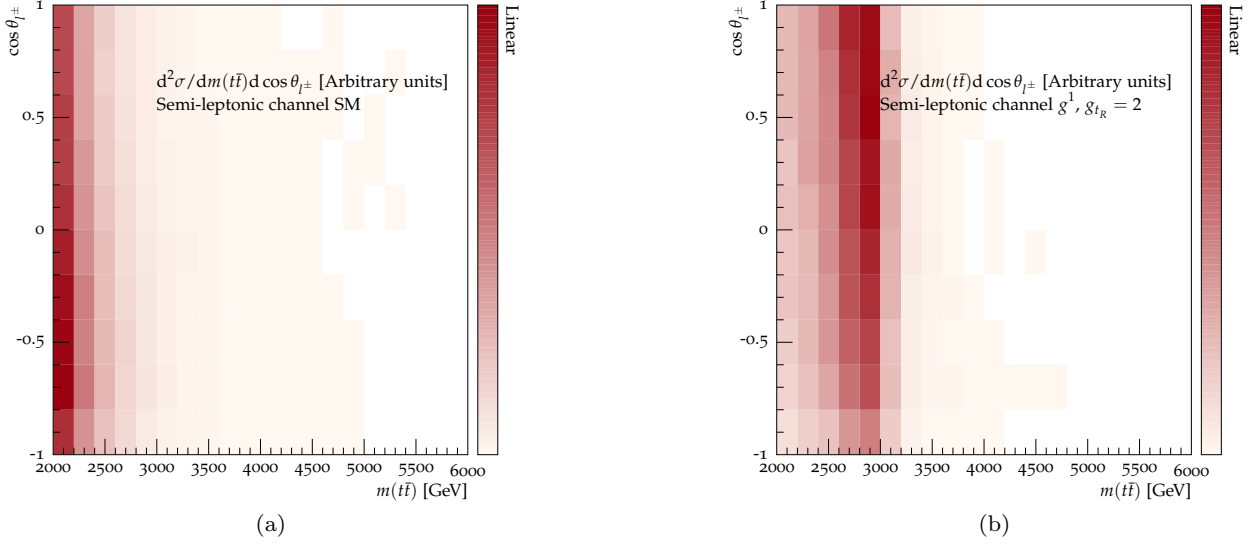 Linear
cos θ_{l^±}
d²σ/dm(tt̄)d cos θ_{l^±} [Arbitrary units]
Semi-leptonic channel SM
1
0.5
0
-0.5
-1
2000 2500 3000 3500 4000 4500 5000 5500 6000
m(tt̄) [GeV]
(a)
Linear
cos θ_{l^±}
d²σ/dm(tt̄)d cos θ_{l^±} [Arbitrary units]
Semi-leptonic channel g¹, g_{t_R} = 2
1
0.5
0
-0.5
-1
2000 2500 3000 3500 4000 4500 5000 5500 6000
m(tt̄) [GeV]
(b)